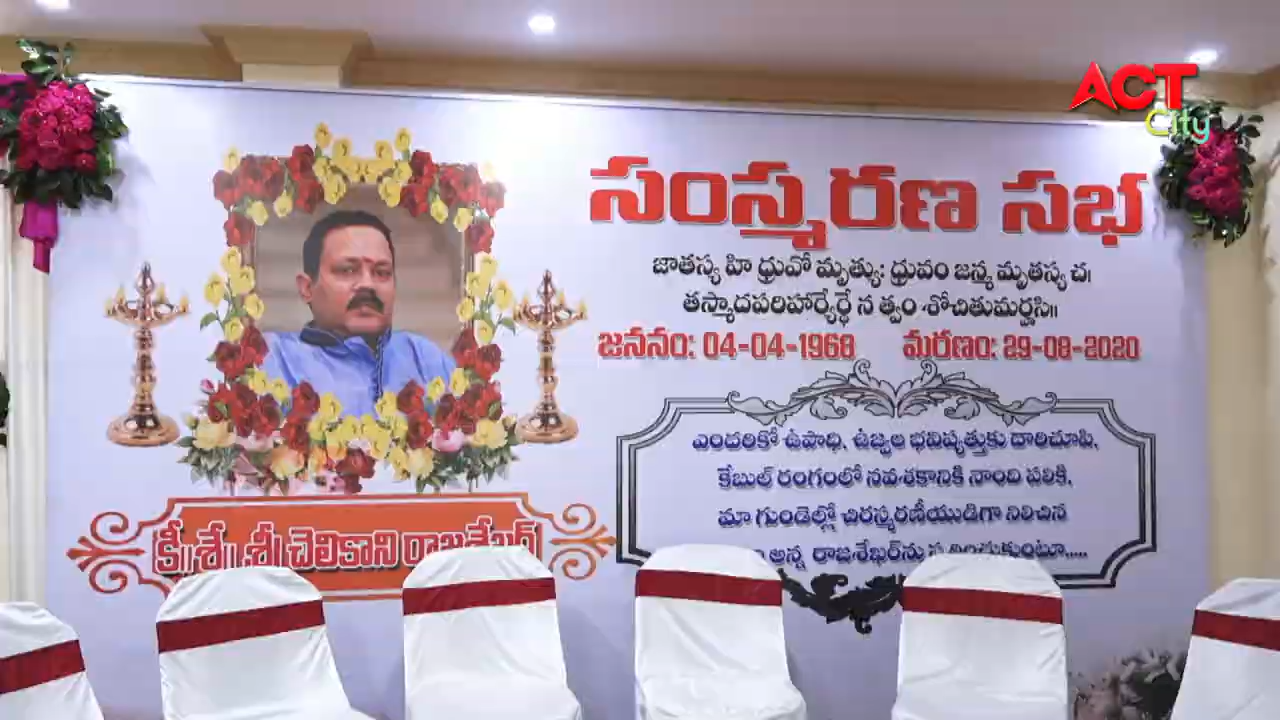 ACT
City
సంస్మరణ సభ
జాతస్య హి ధ్రువో మృత్యు: ధ్రువం జన్మ మృతస్య చ।
తస్మాదపరిహార్యేర్థే న త్వం శోచితుమర్హసి॥
జననం: 04-04-1968 మరణం: 29-08-2020
ఎందరికో ఉపాధి, ఉజ్వల భవిష్యత్తుకు దారిచూపి,
కేబుల్ రంగంలో నవశకానికి నాంది పలికి,
మా గుండెల్లో చిరస్మరణీయుడిగా నిలిచిన
అన్న రాజశేఖర్‌ను
కీ॥శే॥ శ్రీ చెలికాని రాజశేఖర్